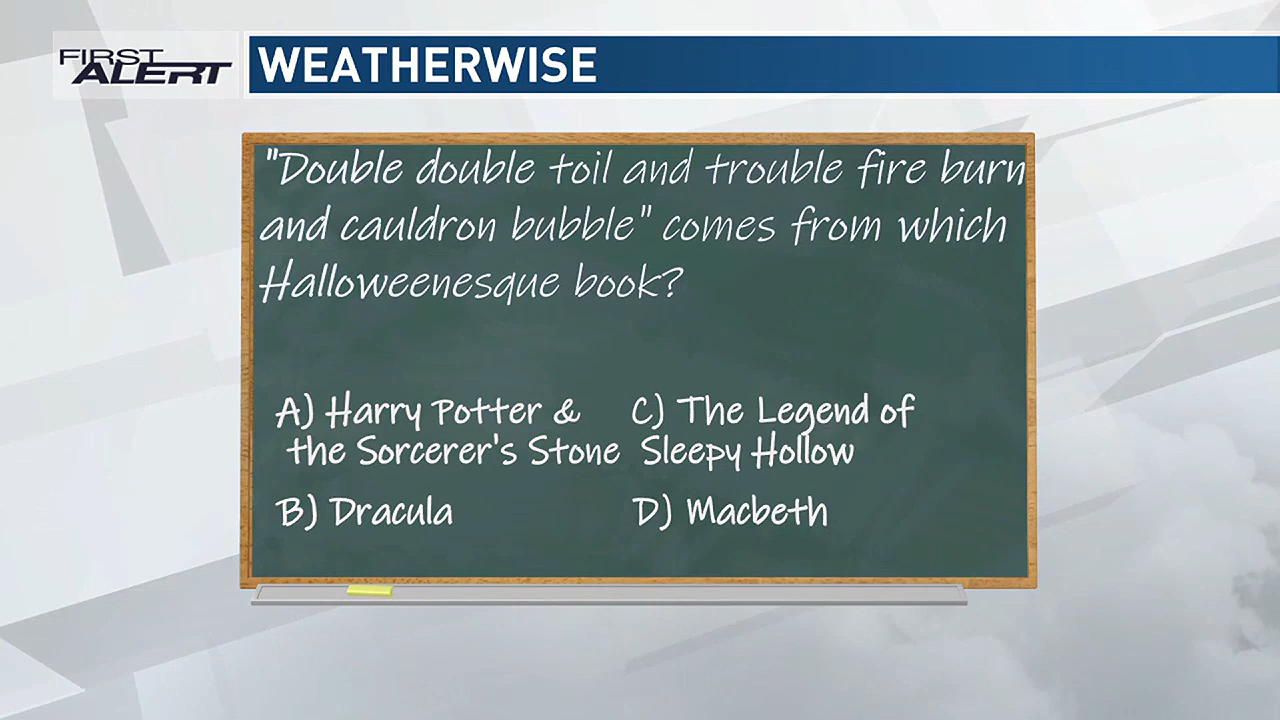 FIRST
ALERT
WEATHERWISE
"Double double toil and trouble fire burn
and cauldron bubble" comes from which
Halloweenesque book?
A) Harry Potter &
the Sorcerer's Stone
B) Dracula
C) The Legend of
Sleepy Hollow
D) Macbeth